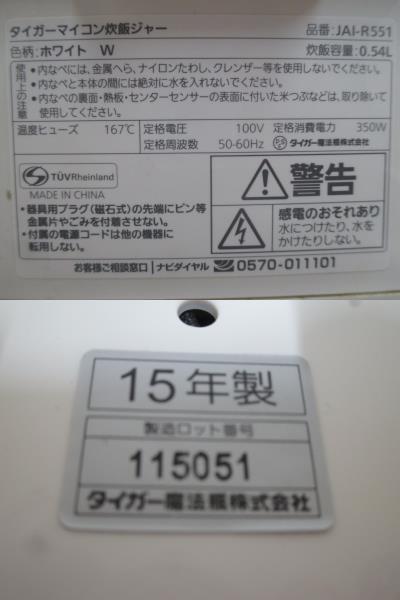 タイガーマイコン炊飯ジャー 品番:JAI-R551
色柄:ホワイト W 炊飯容量:0.54L
使用上の注意
•内なべには、金属へら、ナイロンたわし、クレンザー等を使用しないでください。
•内なべと本体の間には絶対に水を入れないでください。
•内なべの裏面・熱板・センターセンサーの表面に付いた米つぶなどは、取り除いて
使用してください。
温度ヒューズ 167℃ 定格電圧 100V 定格消費電力 350W
定格周波数 50-60Hz タイガー魔法瓶株式会社
TÜVRheinland
MADE IN CHINA
•器具用プラグ(磁石式)の先端にピン等
金属片やごみを付着させない。
•付属の電源コードは他の機器に
転用しない。
警告
感電のおそれあり
水につけたり、水を
かけたりしない。
お客様ご相談窓口 ナビダイヤル 0570-011101
15年製
製造ロット番号
115051
タイガー魔法瓶株式会社